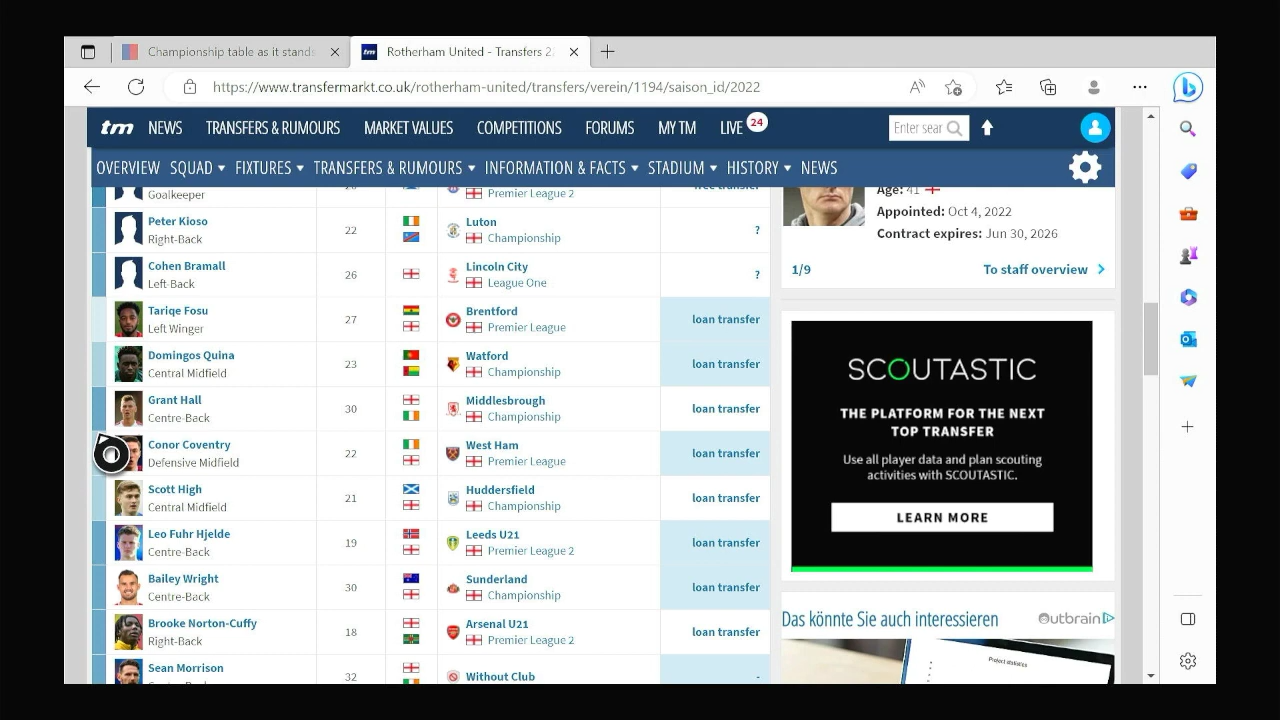 Championship table as it stands
Rotherham United - Transfers 2
https://www.transfermarkt.co.uk/rotherham-united/transfers/verein/1194/saison_id/2022
tm NEWS TRANSFERS & RUMOURS MARKET VALUES COMPETITIONS FORUMS MY TM LIVE 24 Enter sear
OVERVIEW SQUAD FIXTURES TRANSFERS & RUMOURS INFORMATION & FACTS STADIUM HISTORY NEWS
Goalkeeper Premier League 2 free transfer
Peter Kioso
Right-Back
22
Luton
Championship
?
Cohen Bramall
Left-Back
26
Lincoln City
League One
?
Tariqe Fosu
Left Winger
27
Brentford
Premier League
loan transfer
Domingos Quina
Central Midfield
23
Watford
Championship
loan transfer
Grant Hall
Centre-Back
30
Middlesbrough
Championship
loan transfer
Conor Coventry
Defensive Midfield
22
West Ham
Premier League
loan transfer
Scott High
Central Midfield
21
Huddersfield
Championship
loan transfer
Leo Fuhr Hjelde
Centre-Back
19
Leeds U21
Premier League 2
loan transfer
Bailey Wright
Centre-Back
30
Sunderland
Championship
loan transfer
Brooke Norton-Cuffy
Right-Back
18
Arsenal U21
Premier League 2
loan transfer
Sean Morrison
32
Without Club
-
Age: 41
Appointed: Oct 4, 2022
Contract expires: Jun 30, 2026
1/9 To staff overview
SCOUTASTIC
THE PLATFORM FOR THE NEXT
TOP TRANSFER
Use all player data and plan scouting
activities with SCOUTASTIC.
LEARN MORE
Das könnte Sie auch interessieren
outbrain
Project statistics